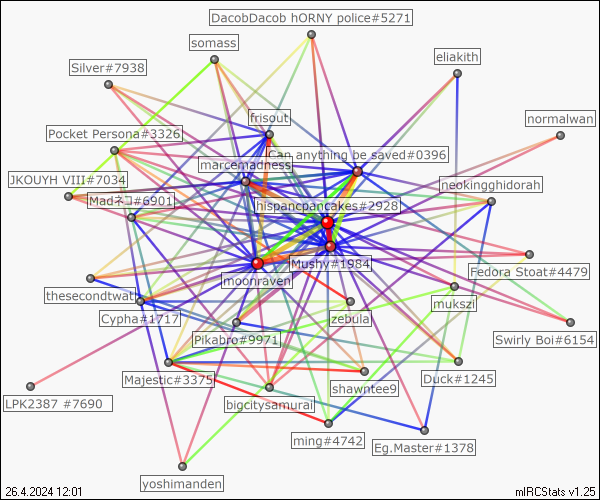 DacobDacob hORNY police#5271
somass
eliakith
Silver#7938
frisout
normalwan
Pocket Persona#3326
Can anything be saved#0396
marcemadness
JKOUYH VIII#7034
neokingghidorah
Madネコ#6901
hispancpancakes#2928
Mushy#1984
Fedora Stoat#4479
moonraven
thesecondtwat
mukszi
Cypha#1717
zebula
Pikabro#9971
Swirly Boi#6154
Majestic#3375
Duck#1245
shawntee9
LPK2387 #7690
bigcitysamurai
ming#4742
Eg.Master#1378
yoshimanden
26.4.2024 12:01
mIRCStats v1.25